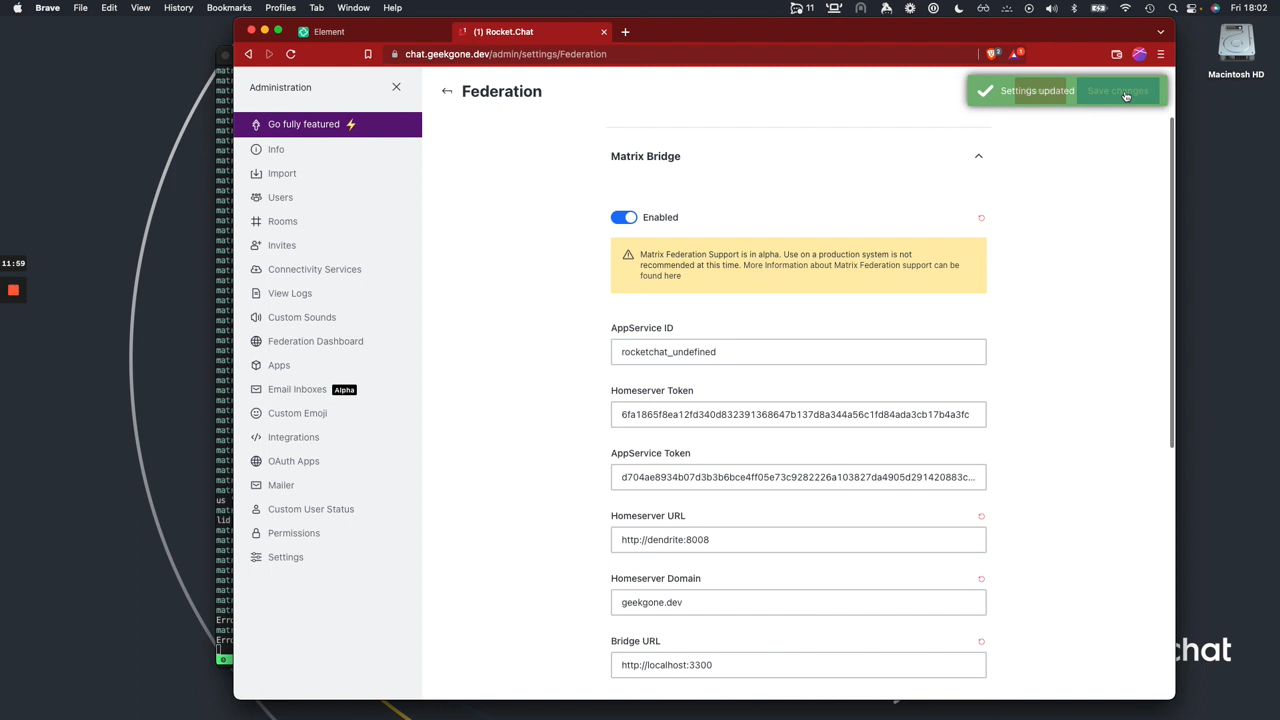 Brave File Edit View History Bookmarks People Tab Window Help
11 Fri 18:02
Element
(1) Rocket.Chat
chat.geekgone.dev/admin/settings/Federation
Macintosh HD
11:59
Administration
Go fully featured
Info
Import
Users
Rooms
Invites
Connectivity Services
View Logs
Custom Sounds
Federation Dashboard
Apps
Email Inboxes Alpha
Custom Emoji
Integrations
OAuth Apps
Mailer
Custom User Status
Permissions
Settings
Federation
Settings updated
Save changes
Matrix Bridge
Enabled
Matrix Federation Support is in alpha. Use on a production system is not
recommended at this time. More Information about Matrix Federation support can be
found here
AppService ID
rocketchat_undefined
Homeserver Token
6fa1865f8ea12fd340d832391368647b137d8a344a56c1fd84ada3cb17b4a3fc
AppService Token
d704ae8934b07d3b3b6bce4ff05e73c9282226a103827da4905d291420883c...
Homeserver URL
http://dendrite:8008
Homeserver Domain
geekgone.dev
Bridge URL
http://localhost:3300
chat